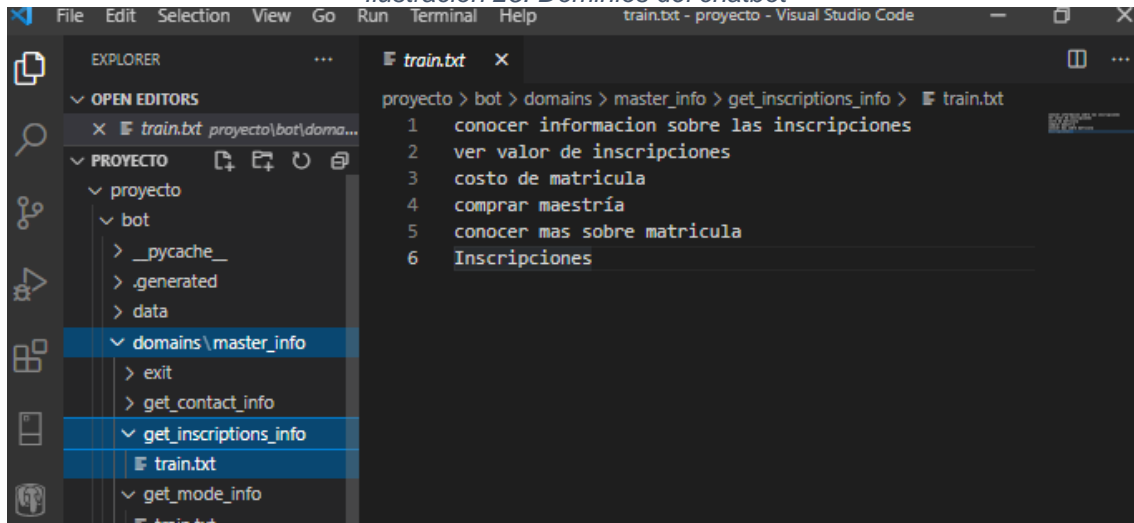 Ilustración 28. Dominios del chatbot
File Edit Selection View Go Run Terminal Help train.txt - proyecto - Visual Studio Code
EXPLORER
OPEN EDITORS
train.txt proyecto\bot\doma...
PROYECTO
proyecto
bot
__pycache__
.generated
data
domains\master_info
exit
get_contact_info
get_inscriptions_info
train.txt
get_mode_info
train.txt
train.txt
proyecto > bot > domains > master_info > get_inscriptions_info > train.txt
1 conocer informacion sobre las inscripciones
2 ver valor de inscripciones
3 costo de matricula
4 comprar maestría
5 conocer mas sobre matricula
6 Inscripciones